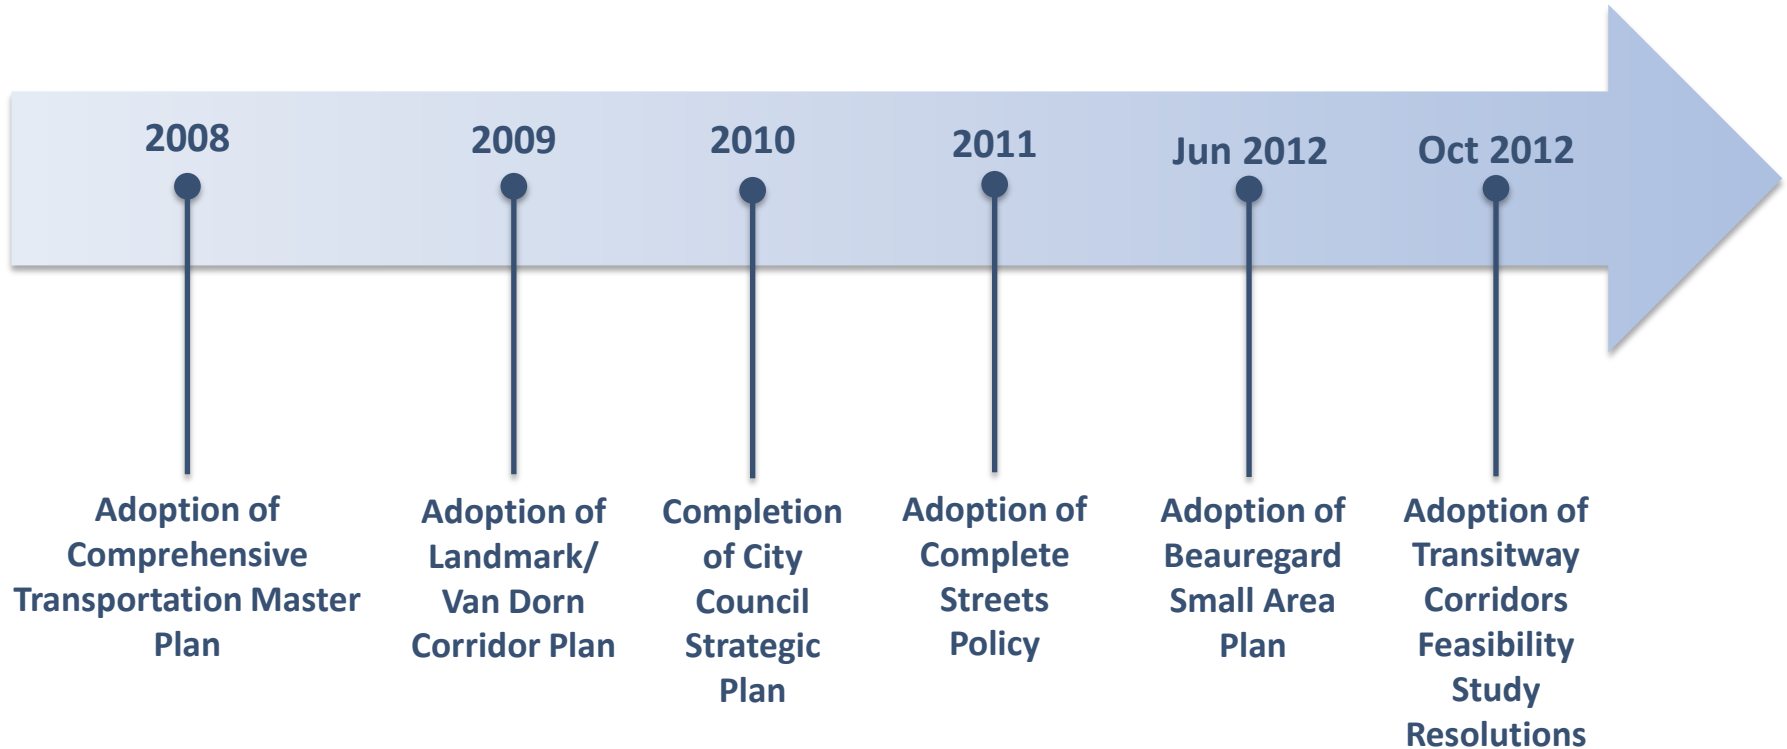 2008
2009
2010
2011
Jun 2012
Oct 2012
Adoption of
Comprehensive
Transportation Master
Plan
Adoption of
Landmark/
Van Dorn
Corridor Plan
Completion
of City
Council
Strategic
Plan
Adoption of
Complete
Streets
Policy
Adoption of
Beauregard
Small Area
Plan
Adoption of
Transitway
Corridors
Feasibility
Study
Resolutions